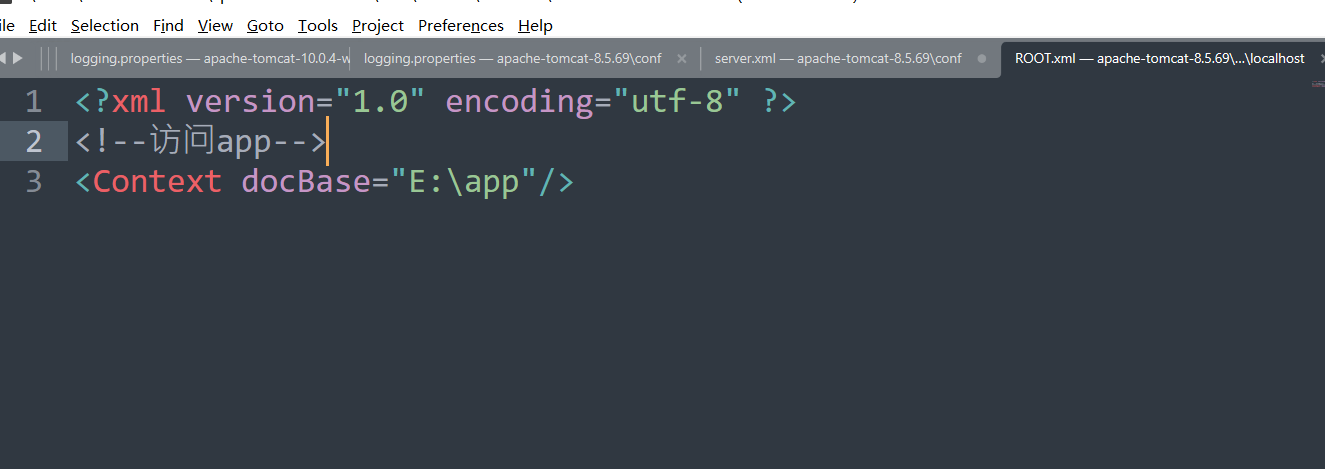 ile Edit Selection Find View Goto Tools Project Preferences Help
logging.properties — apache-tomcat-10.0.4-w logging.properties — apache-tomcat-8.5.69\conf server.xml — apache-tomcat-8.5.69\conf ROOT.xml — apache-tomcat-8.5.69\...\localhost
1 <?xml version="1.0" encoding="utf-8" ?>
2 <!--访问app-->
3 <Context docBase="E:\app"/>